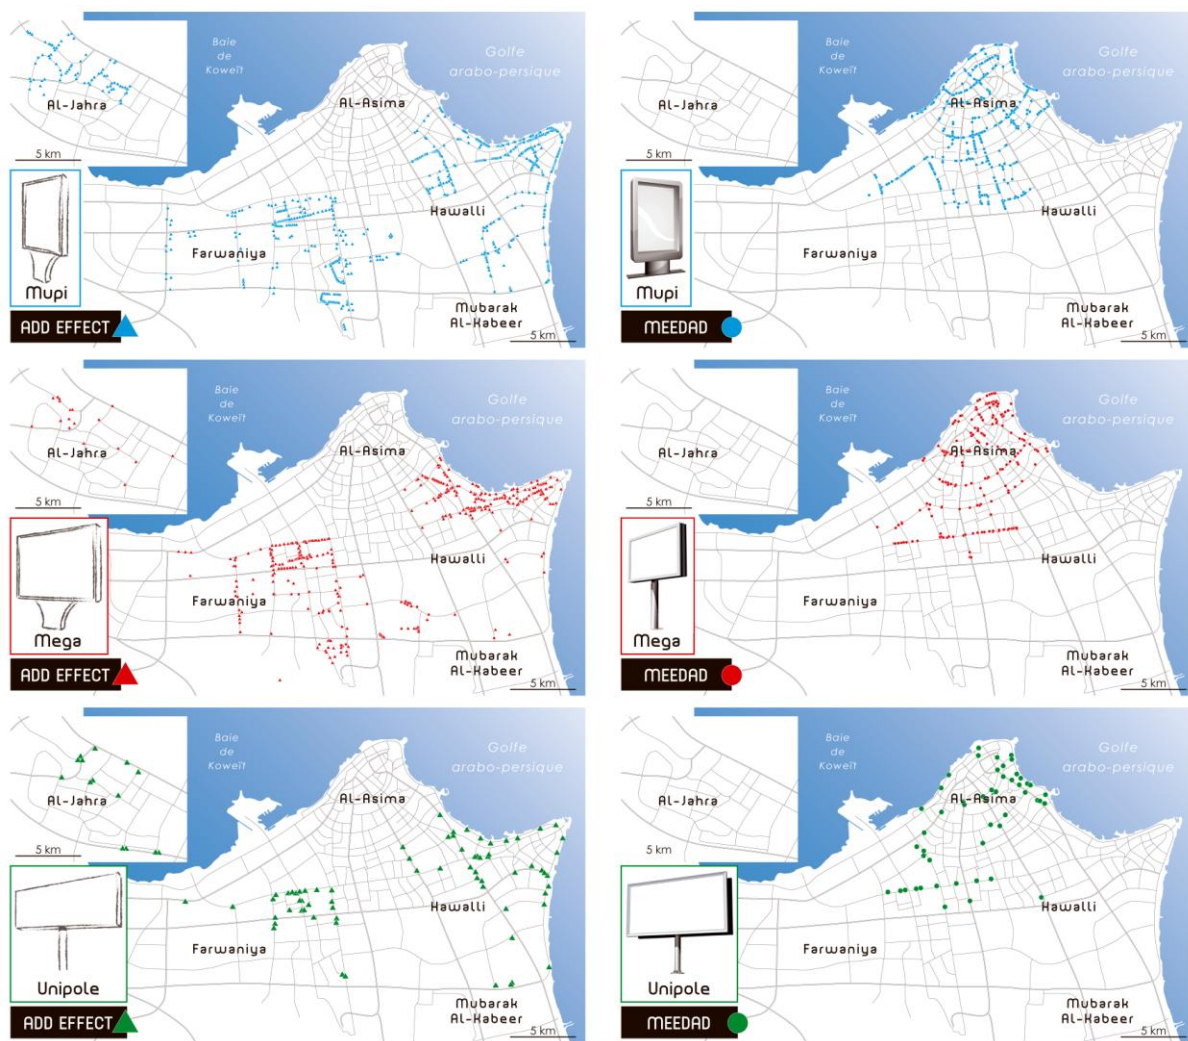 Baie
de
Koweït
Golfe
arabo-persique
Al-Asima
Al-Jahra
5 km
Hawalli
Farwaniya
Mupi
Mubarak
Al-Kabeer
ADD EFFECT
5 km
Baie
de
Koweït
Golfe
arabo-persique
Al-Asima
Al-Jahra
5 km
Hawalli
Farwaniya
Mupi
Mubarak
Al-Kabeer
MEEDAD
5 km
Baie
de
Koweït
Golfe
arabo-persique
Al-Asima
Al-Jahra
5 km
Hawalli
Farwaniya
Mega
Mubarak
Al-Kabeer
ADD EFFECT
5 km
Baie
de
Koweït
Golfe
arabo-persique
Al-Asima
Al-Jahra
5 km
Hawalli
Farwaniya
Mega
Mubarak
Al-Kabeer
MEEDAD
5 km
Baie
de
Koweït
Golfe
arabo-persique
Al-Asima
Al-Jahra
5 km
Hawalli
Farwaniya
Unipole
Mubarak
Al-Kabeer
ADD EFFECT
5 km
Baie
de
Koweït
Golfe
arabo-persique
Al-Asima
Al-Jahra
5 km
Hawalli
Farwaniya
Unipole
Mubarak
Al-Kabeer
MEEDAD
5 km